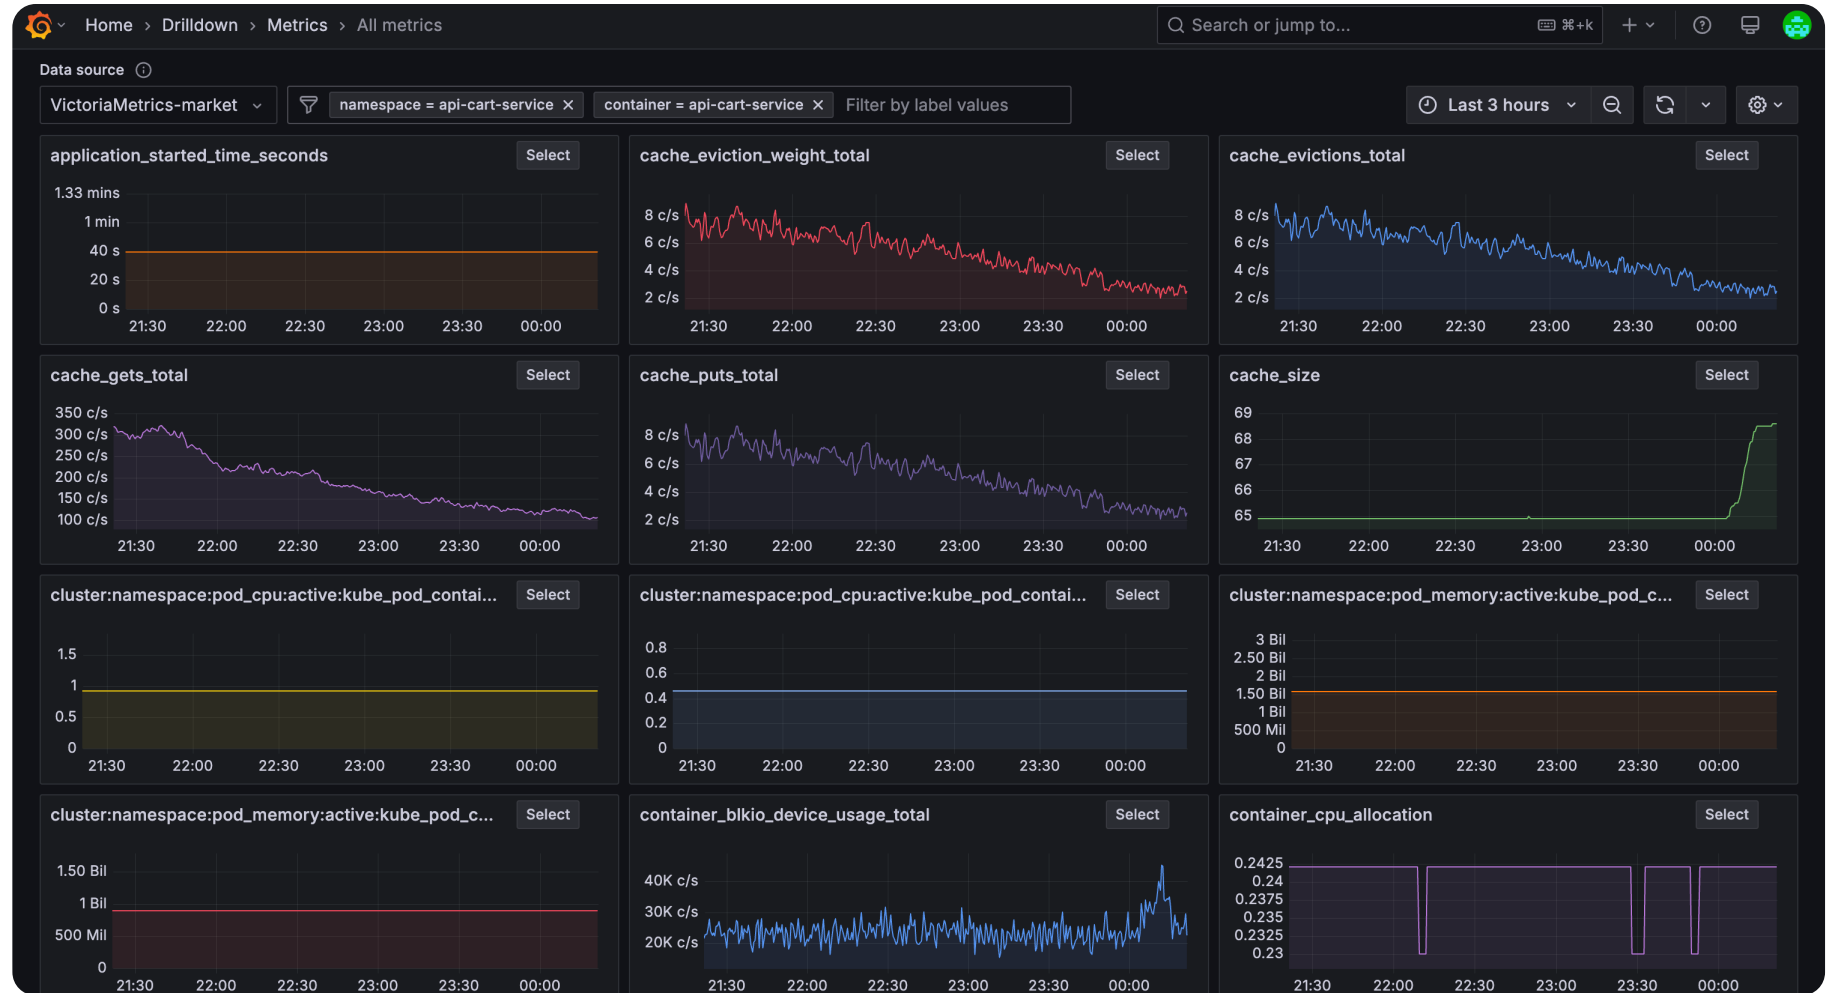 Home › Drilldown › Metrics › All metrics
Search or jump to... ⌘+k
Data source
VictoriaMetrics-market
namespace = api-cart-service ×
container = api-cart-service ×
Filter by label values
Last 3 hours
application_started_time_seconds
Select
1.33 mins
1 min
40 s
20 s
0 s
21:30 22:00 22:30 23:00 23:30 00:00
cache_eviction_weight_total
Select
8 c/s
6 c/s
4 c/s
2 c/s
21:30 22:00 22:30 23:00 23:30 00:00
cache_evictions_total
Select
8 c/s
6 c/s
4 c/s
2 c/s
21:30 22:00 22:30 23:00 23:30 00:00
cache_gets_total
Select
350 c/s
300 c/s
250 c/s
200 c/s
150 c/s
100 c/s
21:30 22:00 22:30 23:00 23:30 00:00
cache_puts_total
Select
8 c/s
6 c/s
4 c/s
2 c/s
21:30 22:00 22:30 23:00 23:30 00:00
cache_size
Select
69
68
67
66
65
21:30 22:00 22:30 23:00 23:30 00:00
cluster:namespace:pod_cpu:active:kube_pod_contai...
Select
1.5
1
0.5
0
21:30 22:00 22:30 23:00 23:30 00:00
cluster:namespace:pod_cpu:active:kube_pod_contai...
Select
0.8
0.6
0.4
0.2
0
21:30 22:00 22:30 23:00 23:30 00:00
cluster:namespace:pod_memory:active:kube_pod_c...
Select
3 Bil
2.50 Bil
2 Bil
1.50 Bil
1 Bil
500 Mil
0
21:30 22:00 22:30 23:00 23:30 00:00
cluster:namespace:pod_memory:active:kube_pod_c...
Select
1.50 Bil
1 Bil
500 Mil
0
21:30 22:00 22:30 23:00 23:30 00:00
container_blkio_device_usage_total
Select
40K c/s
30K c/s
20K c/s
21:30 22:00 22:30 23:00 23:30 00:00
container_cpu_allocation
Select
0.2425
0.24
0.2375
0.235
0.2325
0.23
21:30 22:00 22:30 23:00 23:30 00:00